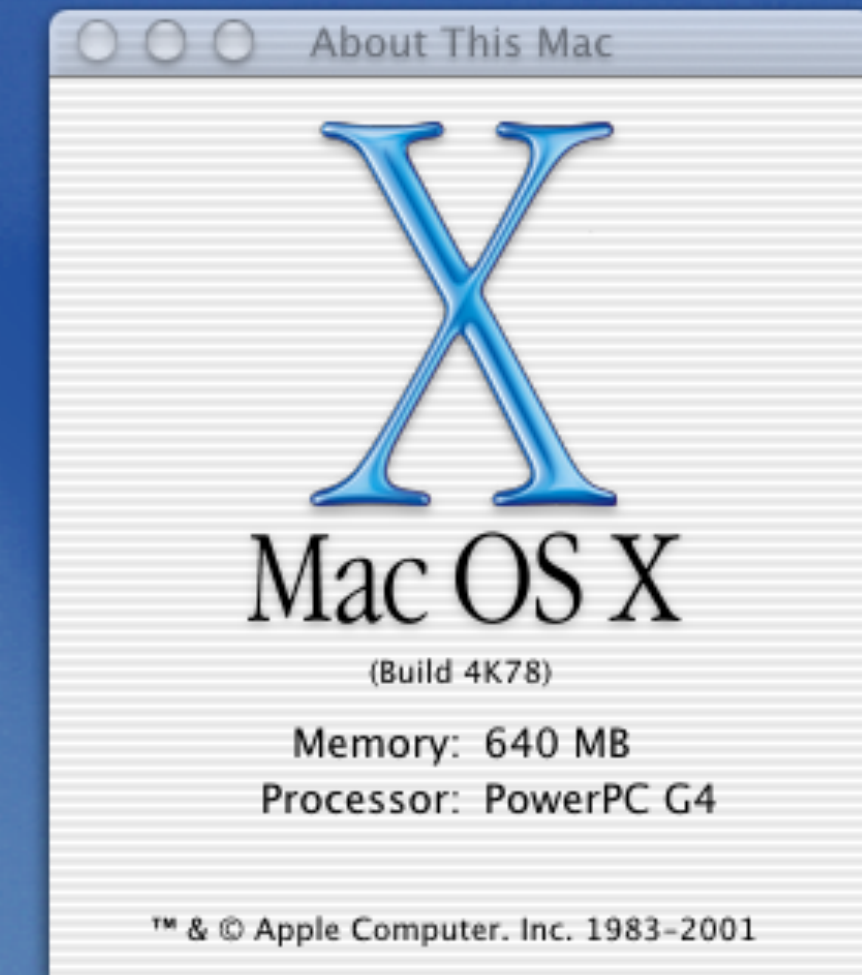 About This Mac
X
Mac OS X
(Build 4K78)
Memory: 640 MB
Processor: PowerPC G4
™ & © Apple Computer. Inc. 1983-2001